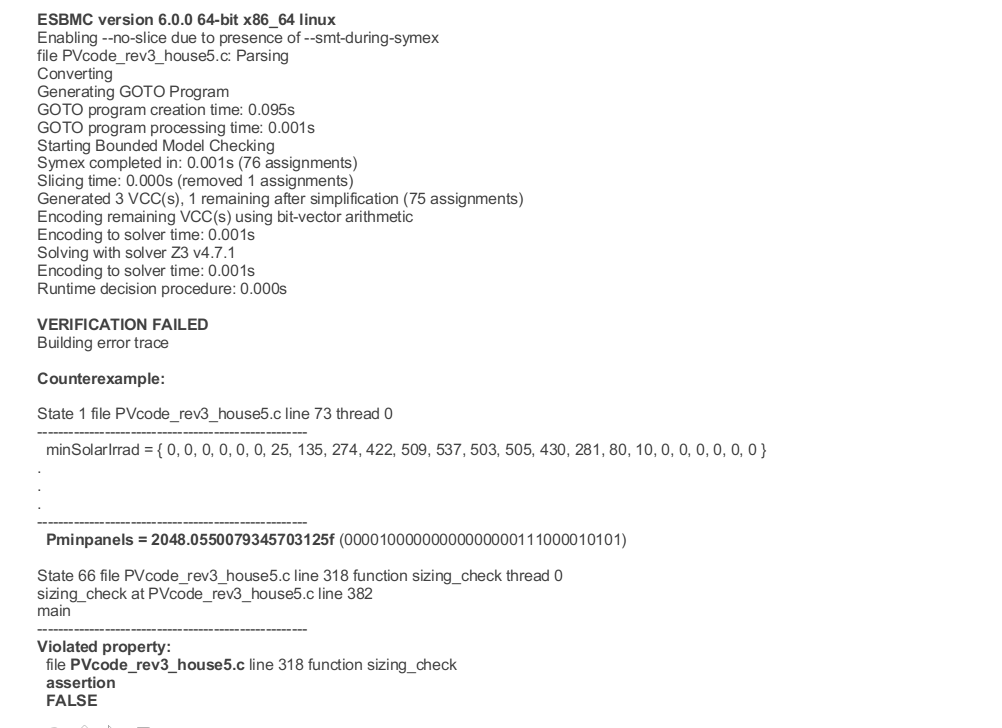 ESBMC version 6.0.0 64-bit x86_64 linux
Enabling --no-slice due to presence of --smt-during-symex
file PVcode_rev3_house5.c: Parsing
Converting
Generating GOTO Program
GOTO program creation time: 0.095s
GOTO program processing time: 0.001s
Starting Bounded Model Checking
Symex completed in: 0.001s (76 assignments)
Slicing time: 0.000s (removed 1 assignments)
Generated 3 VCC(s), 1 remaining after simplification (75 assignments)
Encoding remaining VCC(s) using bit-vector arithmetic
Encoding to solver time: 0.001s
Solving with solver Z3 v4.7.1
Encoding to solver time: 0.001s
Runtime decision procedure: 0.000s
VERIFICATION FAILED
Building error trace
Counterexample:
State 1 file PVcode_rev3_house5.c line 73 thread 0
----------------------------------------------------
minSolarIrrad = { 0, 0, 0, 0, 0, 0, 25, 135, 274, 422, 509, 537, 503, 505, 430, 281, 80, 10, 0, 0, 0, 0, 0, 0 }
.
.
.
----------------------------------------------------
Pminpanels = 2048.0550079345703125f (00001000000000000000111000010101)
State 66 file PVcode_rev3_house5.c line 318 function sizing_check thread 0
sizing_check at PVcode_rev3_house5.c line 382
main
----------------------------------------------------
Violated property:
file PVcode_rev3_house5.c line 318 function sizing_check
assertion
FALSE